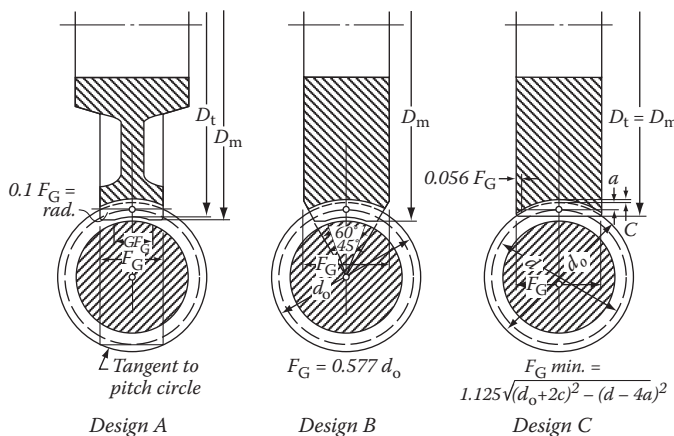 D_t
D_m
D_m
D_t = D_m
0.1 F_G =
rad.
0.056 F_G
a
C
F_G
60°
45°
F_G
d_o
d_o
F_G
Tangent to
pitch circle
F_G = 0.577 d_o
F_G min. =
1.125√(d_o+2c)² − (d − 4a)²
Design A
Design B
Design C